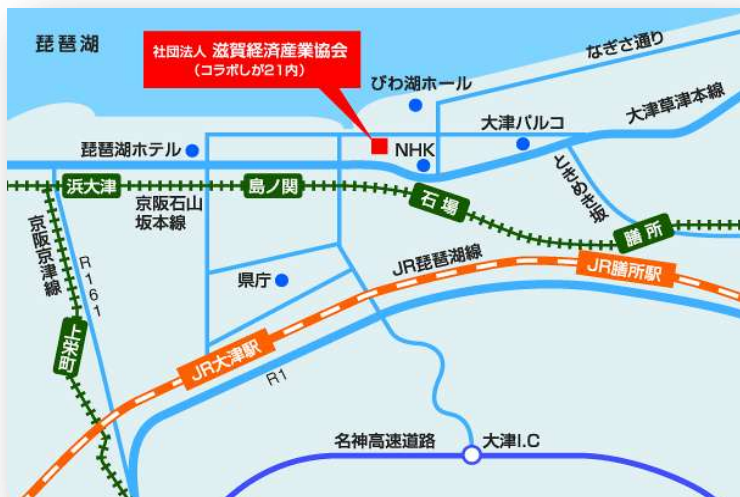 琵琶湖
社団法人 滋賀経済産業協会
（コラボしが21内）
なぎさ通り
びわ湖ホール
大津草津本線
琵琶湖ホテル
NHK
大津パルコ
ときめき坂
浜大津
京阪石山
坂本線
島ノ関
石場
膳所
京阪京津線
R161
県庁
JR琵琶湖線
JR膳所駅
上栄町
JR大津駅
R1
名神高速道路
大津I.C